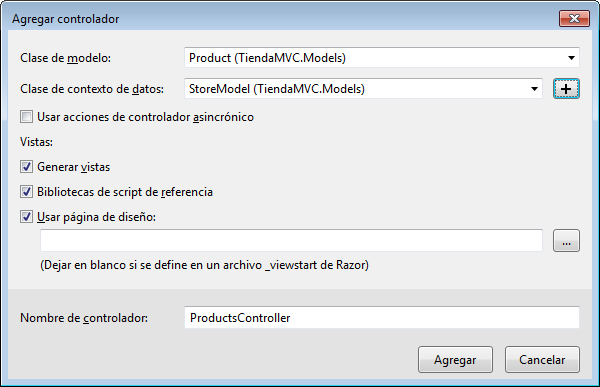 Agregar controlador
Clase de modelo: Product (TiendaMVC.Models)
Clase de contexto de datos: StoreModel (TiendaMVC.Models) +
Usar acciones de controlador asincrónico
Vistas:
Generar vistas
Bibliotecas de script de referencia
Usar página de diseño:
...
(Dejar en blanco si se define en un archivo _viewstart de Razor)
Nombre de controlador: ProductsController
Agregar Cancelar